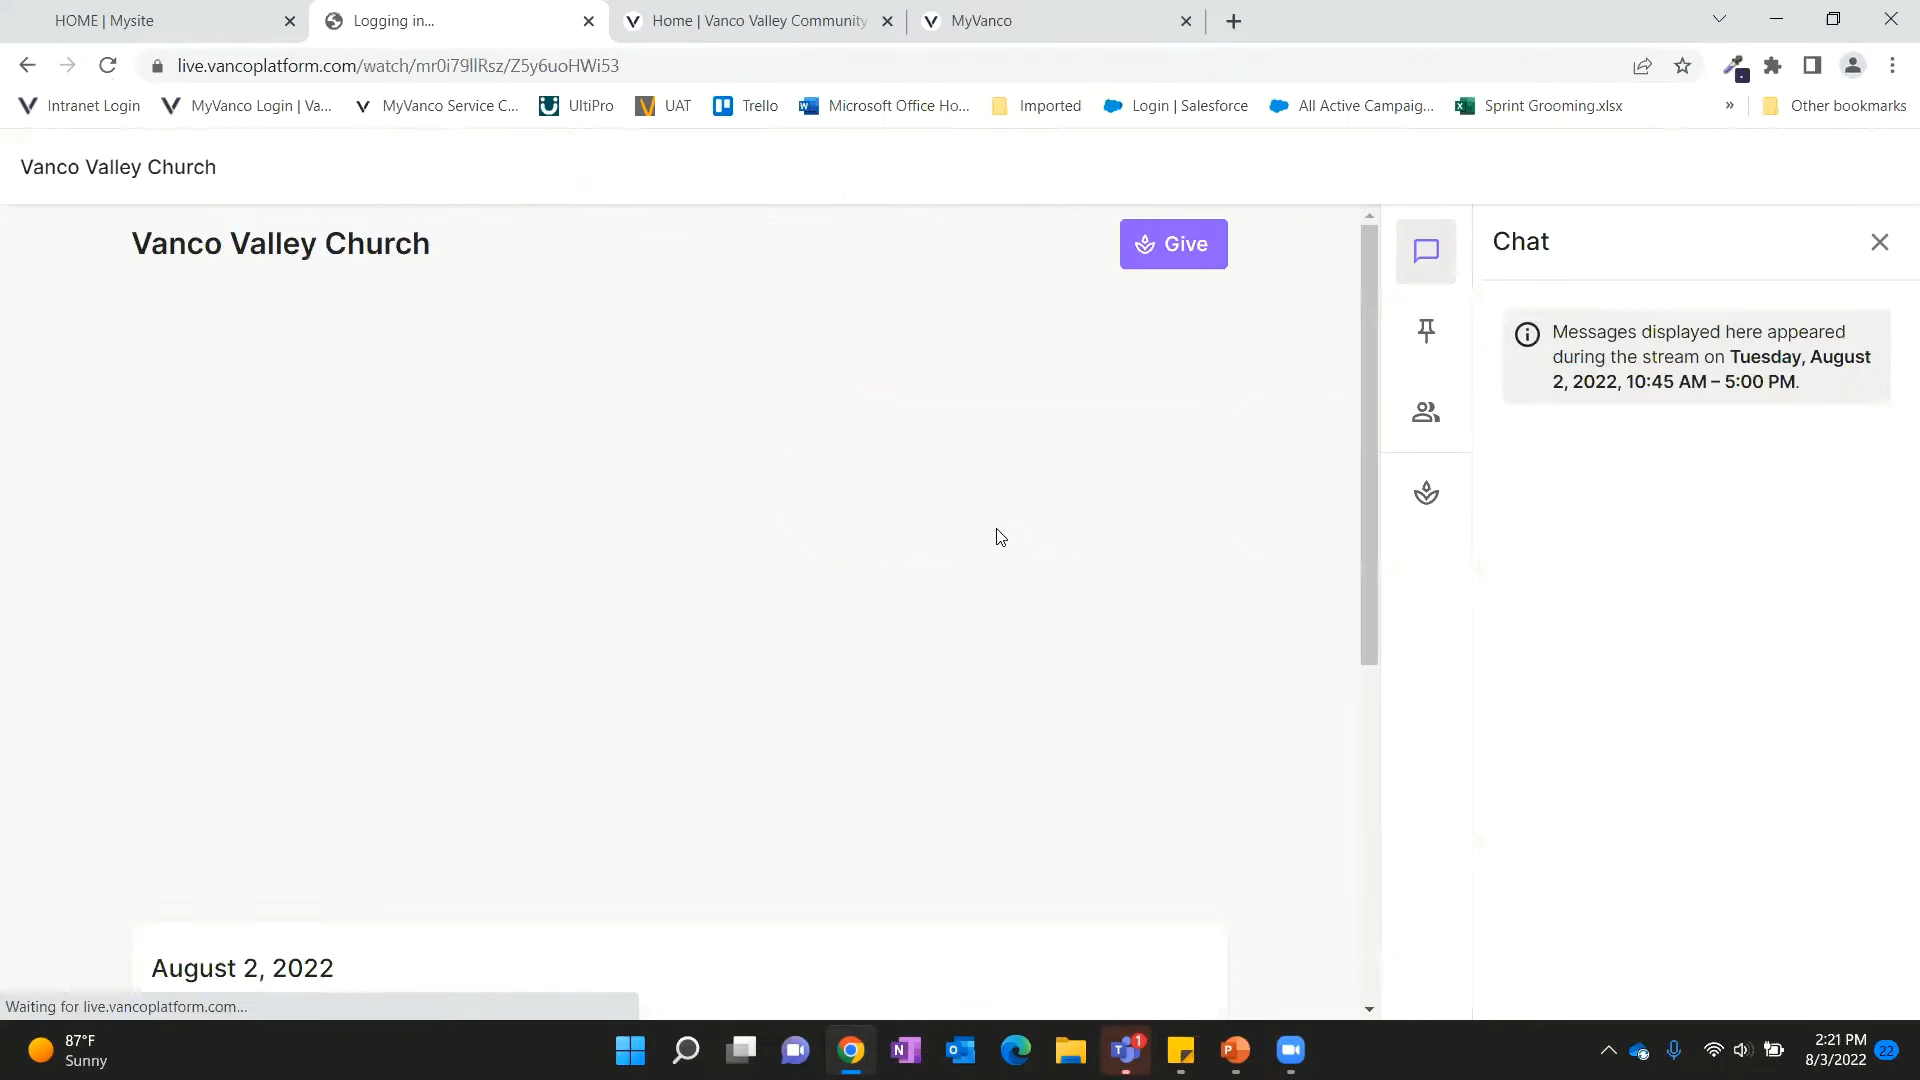 HOME | Mysite
Logging in...
Home | Vanco Valley Community
MyVanco
live.vancoplatform.com/watch/mr0i79llRsz/Z5y6uoHWi53
Intranet Login
MyVanco Login | Va...
MyVanco Service C...
UltiPro
UAT
Trello
Microsoft Office Ho...
Imported
Login | Salesforce
All Active Campaig...
Sprint Grooming.xlsx
»
Other bookmarks
Vanco Valley Church
Vanco Valley Church
Give
Chat
Messages displayed here appeared
during the stream on Tuesday, August
2, 2022, 10:45 AM – 5:00 PM.
August 2, 2022
Waiting for live.vancoplatform.com...
87°F
Sunny
1
2:21 PM
8/3/2022
22